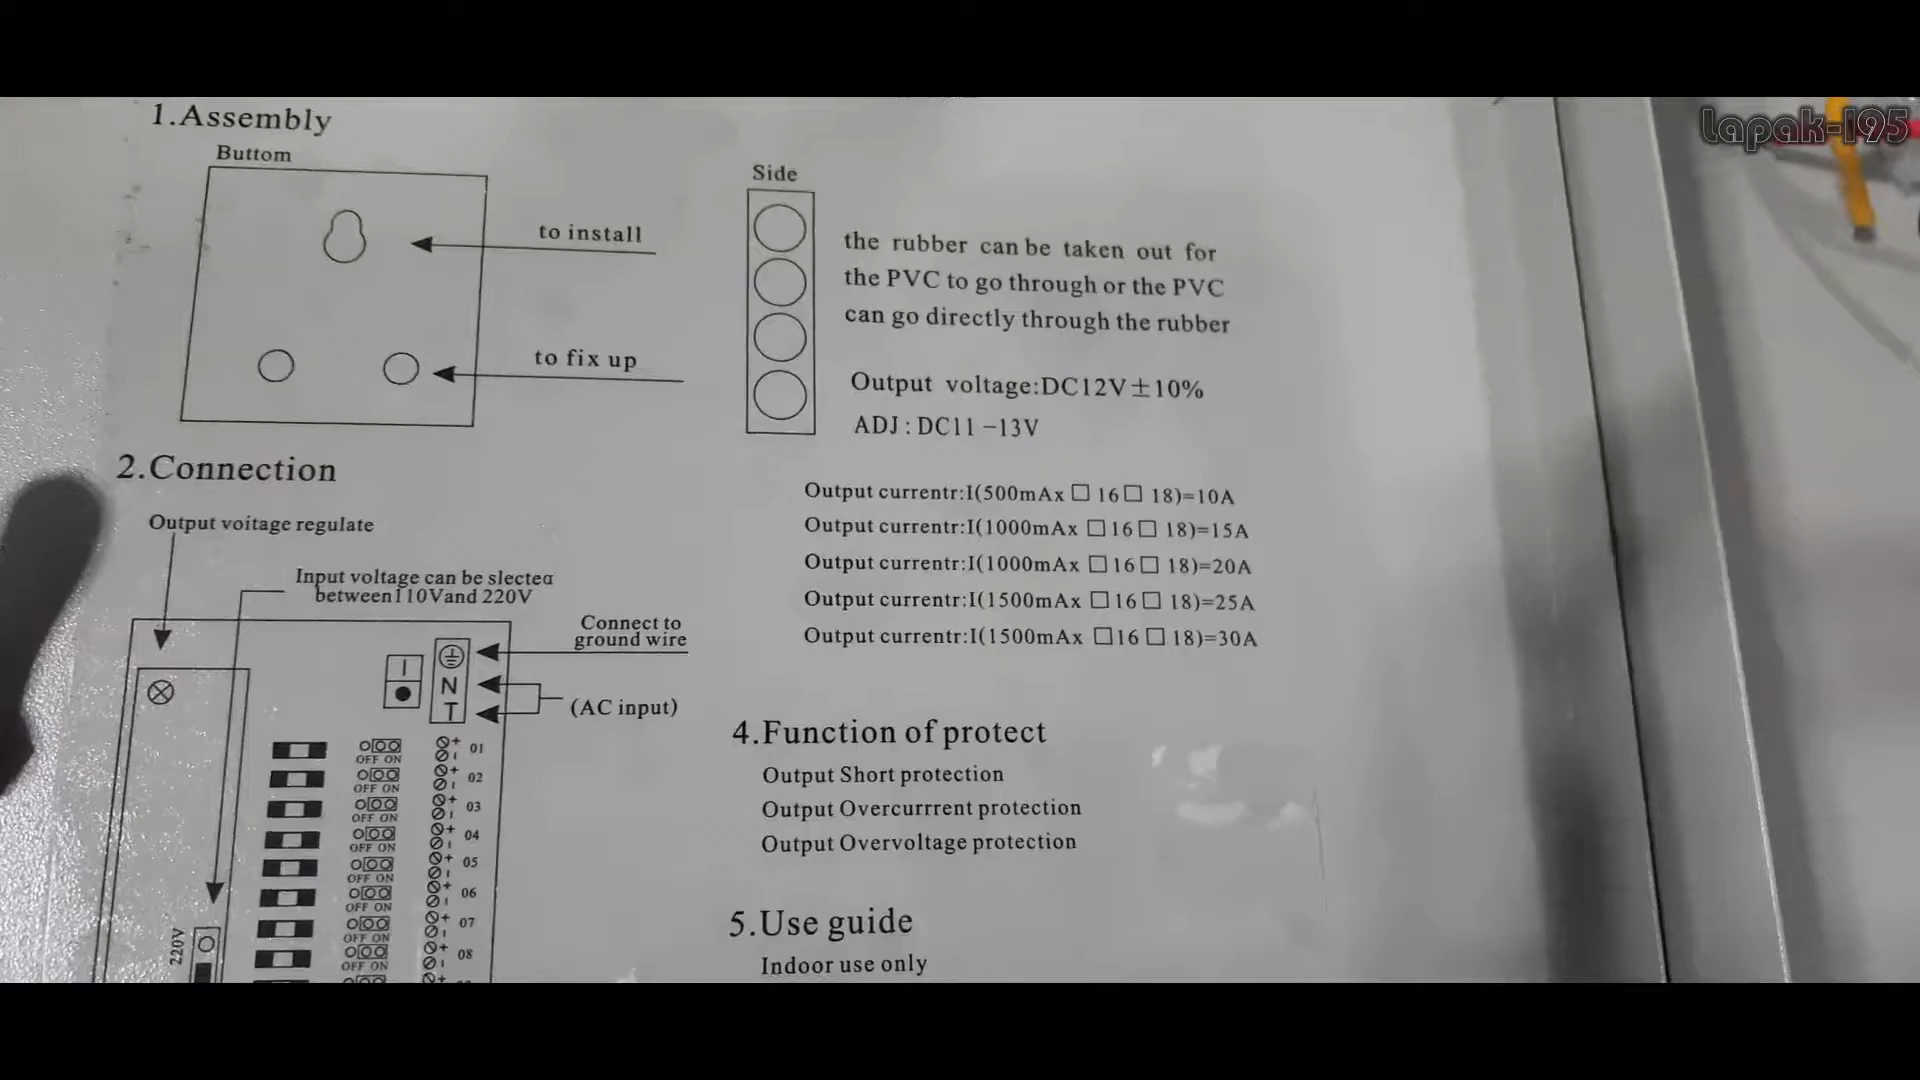 lapak-195
1.Assembly
Buttom
to install
to fix up
Side
the rubber can be taken out for
the PVC to go through or the PVC
can go directly through the rubber
Output voltage:DC12V±10%
ADJ:DC11-13V
2.Connection
Output voitage regulate
Input voltage can be slected
between110Vand 220V
Connect to
ground wire
N
T
(AC input)
01
OFF ON
02
OFF ON
03
OFF ON
04
OFF ON
05
OFF ON
06
OFF ON
07
OFF ON
08
OFF ON
220V
Output currentr:I(500mAx □ 16□ 18)=10A
Output currentr:I(1000mAx □16□ 18)=15A
Output currentr:I(1000mAx □16□ 18)=20A
Output currentr:I(1500mAx □16□ 18)=25A
Output currentr:I(1500mAx □16□ 18)=30A
4.Function of protect
Output Short protection
Output Overcurrrent protection
Output Overvoltage protection
5.Use guide
Indoor use only